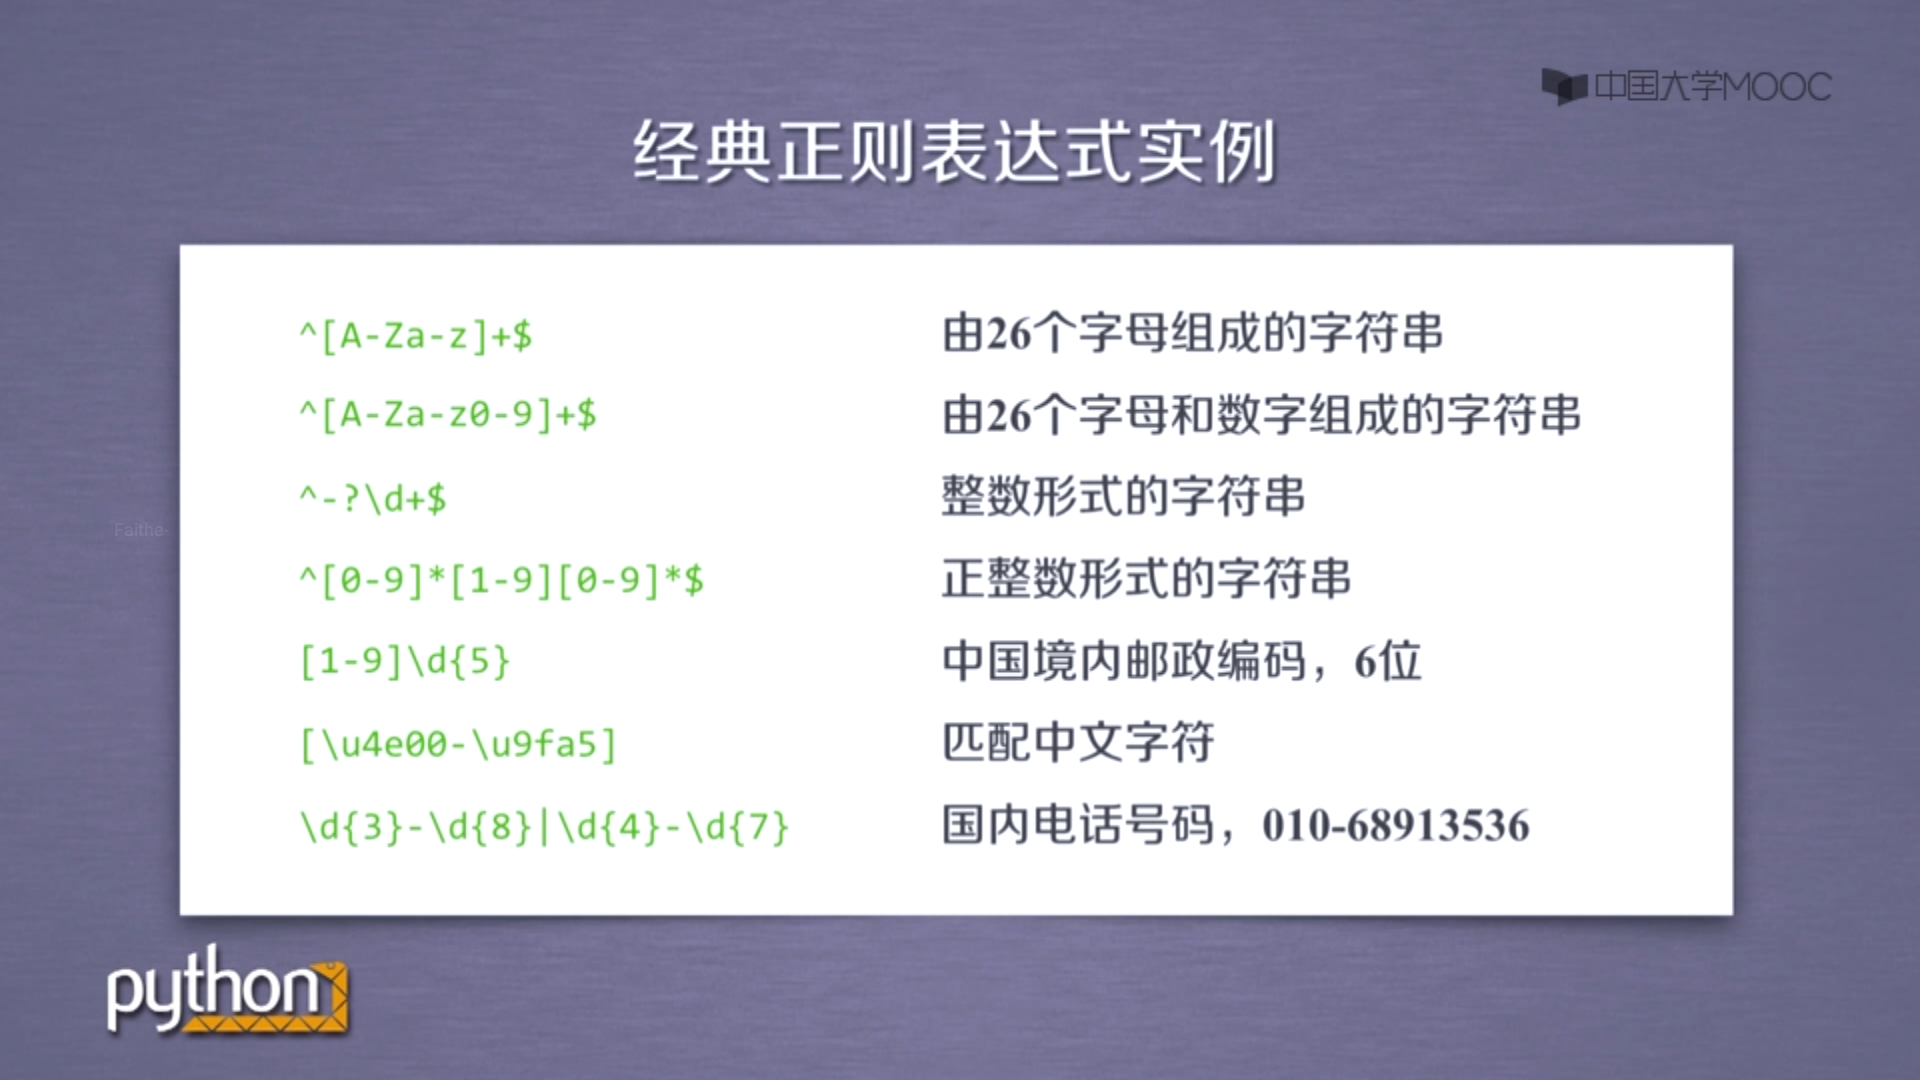 中国大学MOOC
经典正则表达式实例
^[A-Za-z]+$ 由26个字母组成的字符串
^[A-Za-z0-9]+$ 由26个字母和数字组成的字符串
^-?\d+$ 整数形式的字符串
^[0-9]*[1-9][0-9]*$ 正整数形式的字符串
[1-9]\d{5} 中国境内邮政编码，6位
[\u4e00-\u9fa5] 匹配中文字符
\d{3}-\d{8}|\d{4}-\d{7} 国内电话号码，010-68913536
python